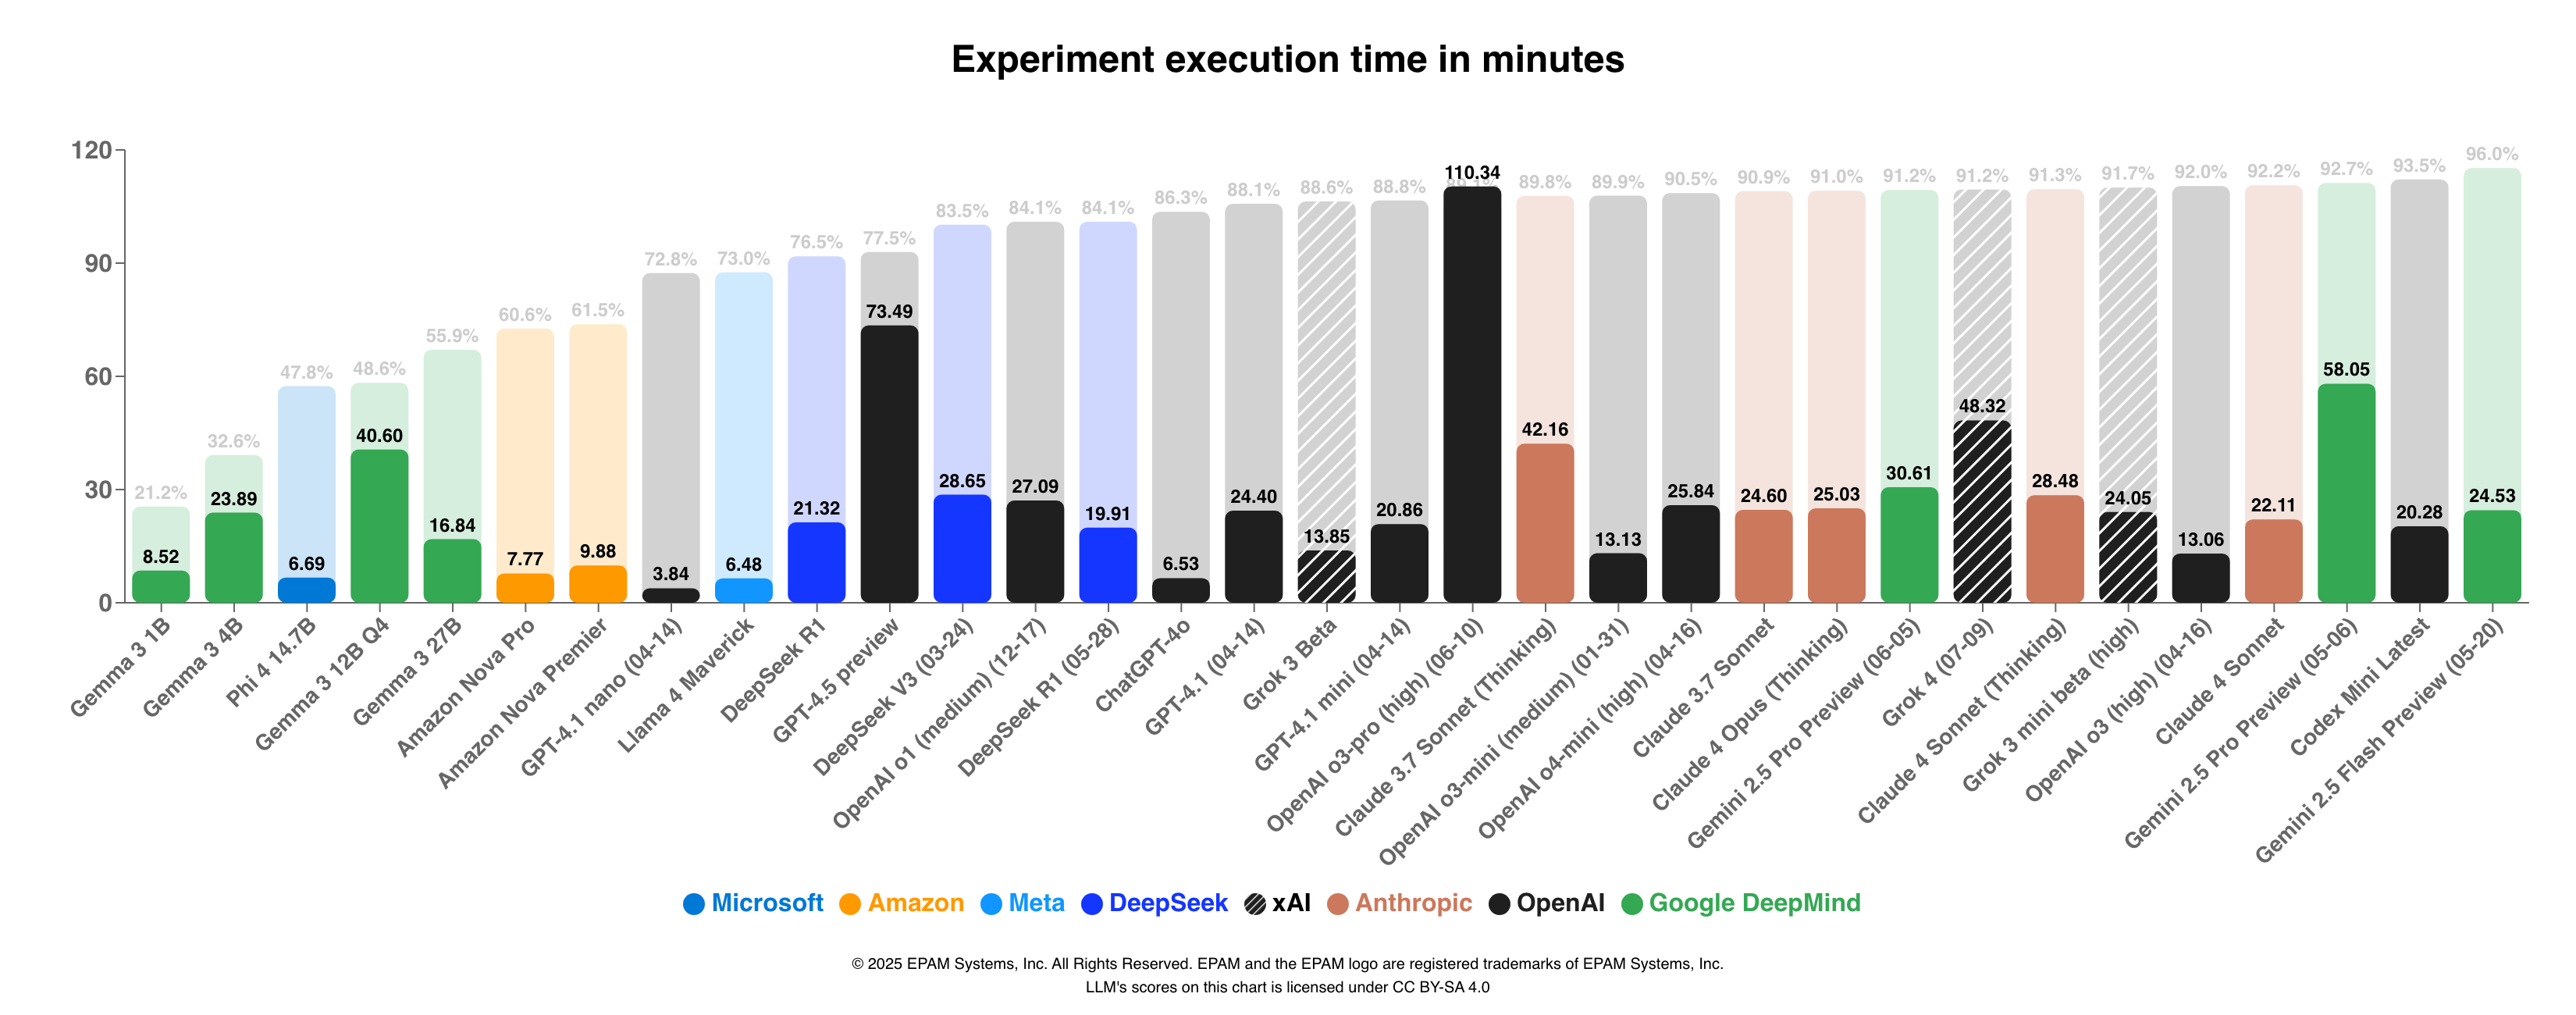 Experiment execution time in minutes
120
90
60
30
0
21.2%
32.6%
47.8%
48.6%
55.9%
60.6%
61.5%
72.8%
73.0%
76.5%
77.5%
83.5%
84.1%
84.1%
86.3%
88.1%
88.6%
88.8%
89.8%
89.9%
90.5%
90.9%
91.0%
91.2%
91.2%
91.3%
91.7%
92.0%
92.2%
92.7%
93.5%
96.0%
8.52
23.89
6.69
40.60
16.84
7.77
9.88
3.84
6.48
21.32
73.49
28.65
27.09
19.91
6.53
24.40
13.85
20.86
110.34
42.16
13.13
25.84
24.60
25.03
30.61
48.32
28.48
24.05
13.06
22.11
58.05
20.28
24.53
Gemma 3 1B
Gemma 3 4B
Phi 4 14.7B
Gemma 3 12B Q4
Gemma 3 27B
Amazon Nova Pro
Amazon Nova Premier
GPT-4.1 nano (04-14)
Llama 4 Maverick
DeepSeek R1
GPT-4.5 preview
DeepSeek V3 (03-24)
OpenAI o1 (medium) (12-17)
DeepSeek R1 (05-28)
ChatGPT-4o
GPT-4.1 (04-14)
Grok 3 Beta
GPT-4.1 mini (04-14)
OpenAI o3-pro (high) (06-10)
Claude 3.7 Sonnet (Thinking)
OpenAI o3-mini (medium) (01-31)
OpenAI o4-mini (high) (04-16)
Claude 3.7 Sonnet
Claude 4 Opus (Thinking)
Gemini 2.5 Pro Preview (06-05)
Grok 4 (07-09)
Claude 4 Sonnet (Thinking)
Grok 3 mini beta (high)
OpenAI o3 (high) (04-16)
Claude 4 Sonnet
Gemini 2.5 Pro Preview (05-06)
Codex Mini Latest
Gemini 2.5 Flash Preview (05-20)
Microsoft Amazon Meta DeepSeek xAI Anthropic OpenAI Google DeepMind
© 2025 EPAM Systems, Inc. All Rights Reserved. EPAM and the EPAM logo are registered trademarks of EPAM Systems, Inc.
LLM's scores on this chart is licensed under CC BY-SA 4.0